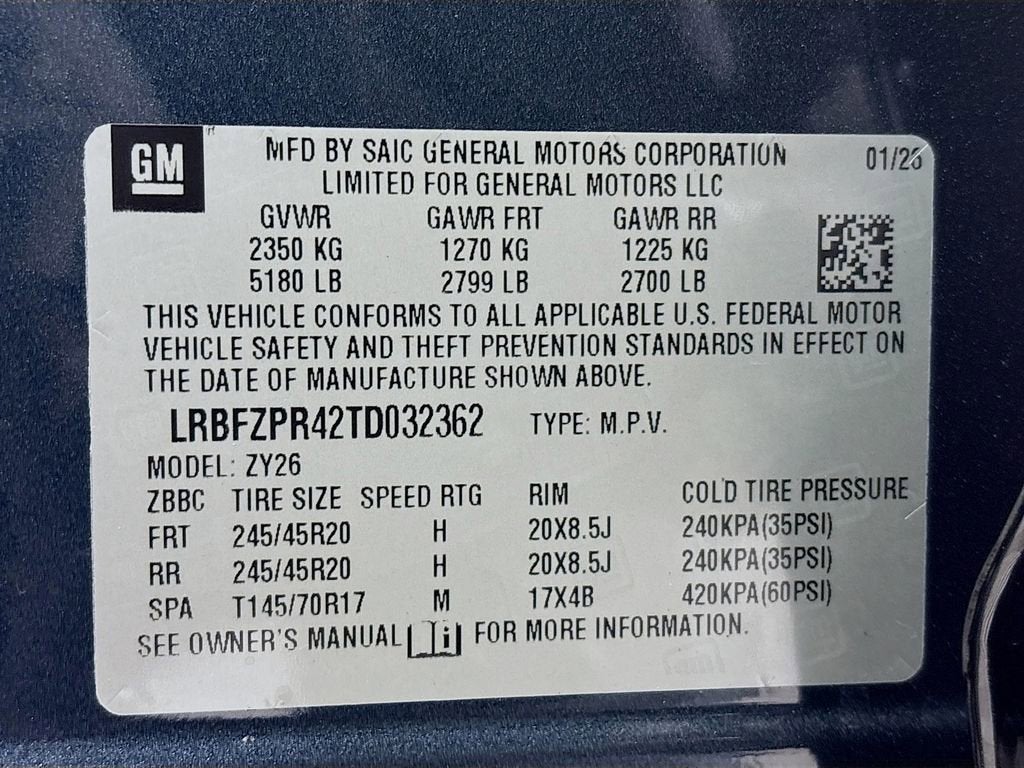 GM
MFD BY SAIC GENERAL MOTORS CORPORATION 01/26
LIMITED FOR GENERAL MOTORS LLC
GVWR GAWR FRT GAWR RR
2350 KG 1270 KG 1225 KG
5180 LB 2799 LB 2700 LB
THIS VEHICLE CONFORMS TO ALL APPLICABLE U.S. FEDERAL MOTOR
VEHICLE SAFETY AND THEFT PREVENTION STANDARDS IN EFFECT ON
THE DATE OF MANUFACTURE SHOWN ABOVE.
LRBFZPR42TD032362 TYPE: M.P.V.
MODEL: ZY26
ZBBC TIRE SIZE SPEED RTG RIM COLD TIRE PRESSURE
FRT 245/45R20 H 20X8.5J 240KPA(35PSI)
RR 245/45R20 H 20X8.5J 240KPA(35PSI)
SPA T145/70R17 M 17X4B 420KPA(60PSI)
SEE OWNER'S MANUAL i FOR MORE INFORMATION.